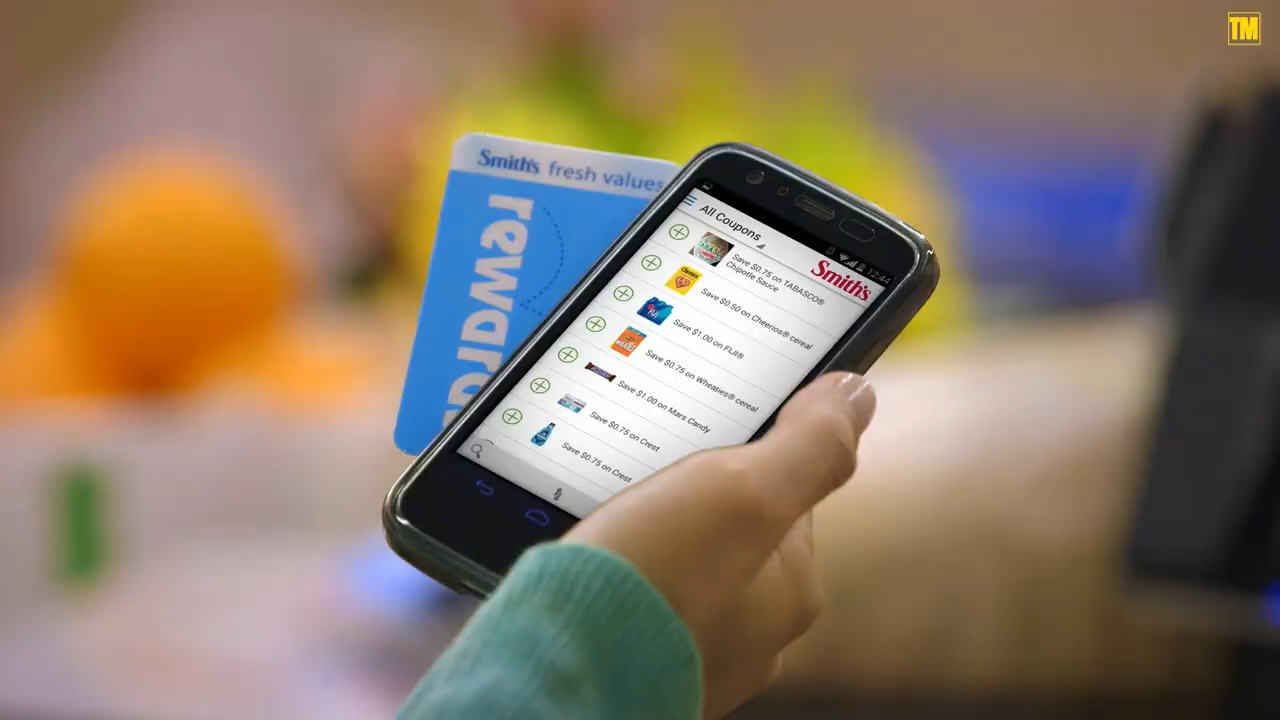 TM
Smith's fresh values
rewards
12:44
All Coupons
Smith's
Save $0.75 on TABASCO®
Chipotle Sauce
Save $0.50 on Cheerios® cereal
Save $1.00 on FIJI®
Save $0.75 on Wheaties® cereal
Save $1.00 on Mars Candy
Save $0.75 on Crest
Save $0.75 on Crest